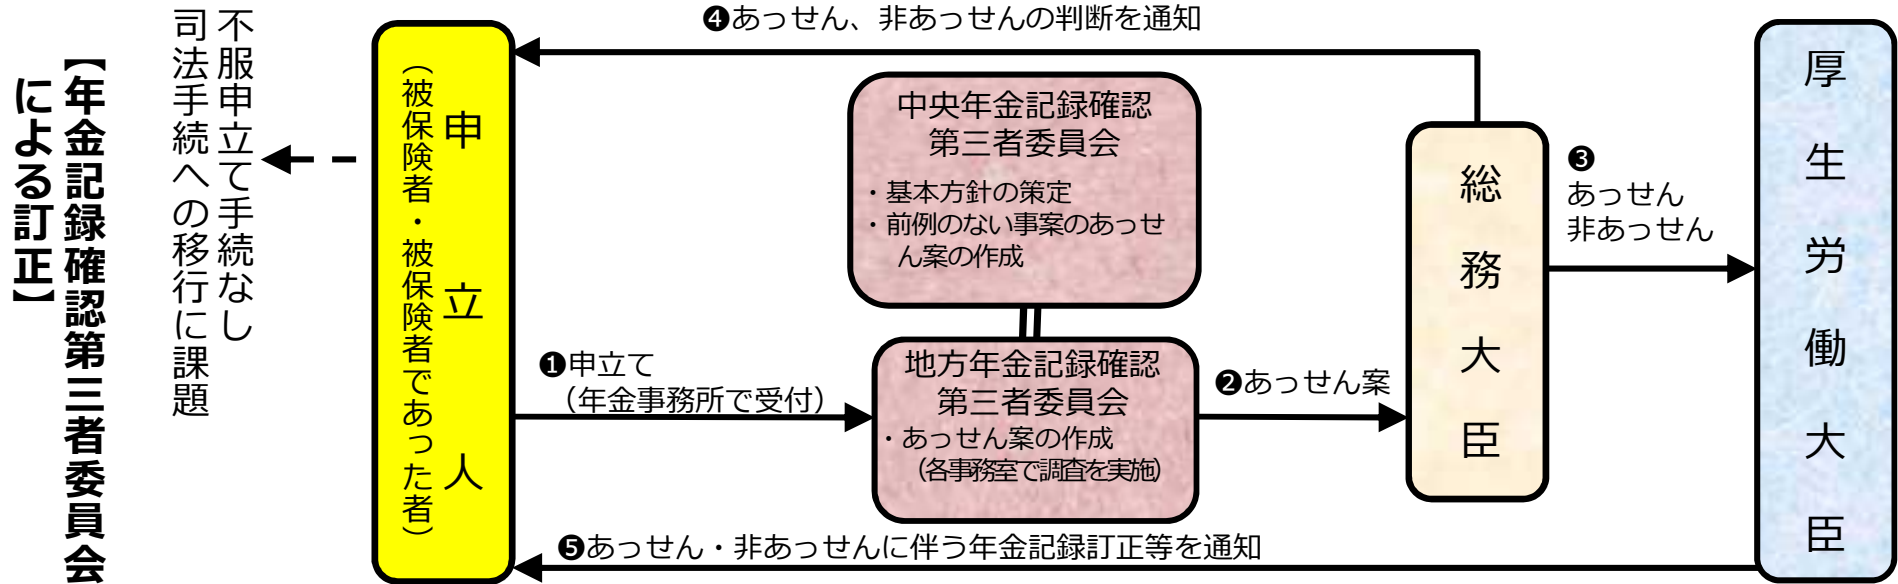 【年金記録確認第三者委員会
による訂正】
不服申立て手続なし
司法手続への移行に課題
申立人
（被保険者・被保険者であった者）
❹あっせん、非あっせんの判断を通知
中央年金記録確認
第三者委員会
・基本方針の策定
・前例のない事案のあっせ
ん案の作成
❶申立て
（年金事務所で受付）
地方年金記録確認
第三者委員会
・あっせん案の作成
（各事務室で調査を実施）
❷あっせん案
総務大臣
❸
あっせん
非あっせん
厚生労働大臣
❺あっせん・非あっせんに伴う年金記録訂正等を通知